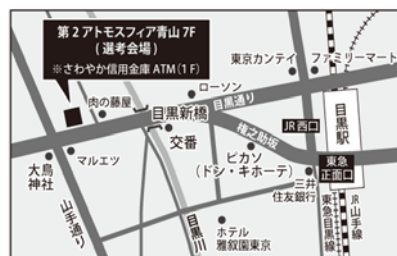 第2アトモスフィア青山 7F
(選考会場)
※さわやか信用金庫 ATM(1F)
東京カンテイ
ファミリーマート
ローソン
肉の藤屋
目黒通り
目黒新橋
目黒駅
JR西口
権之助坂
交番
マルエツ
ピカソ
(ドン・キホーテ)
東急
正面口
大鳥
神社
三井
住友銀行
山手通り
目黒川
ホテル
雅叙園東京
東急目黒線
JR山手線